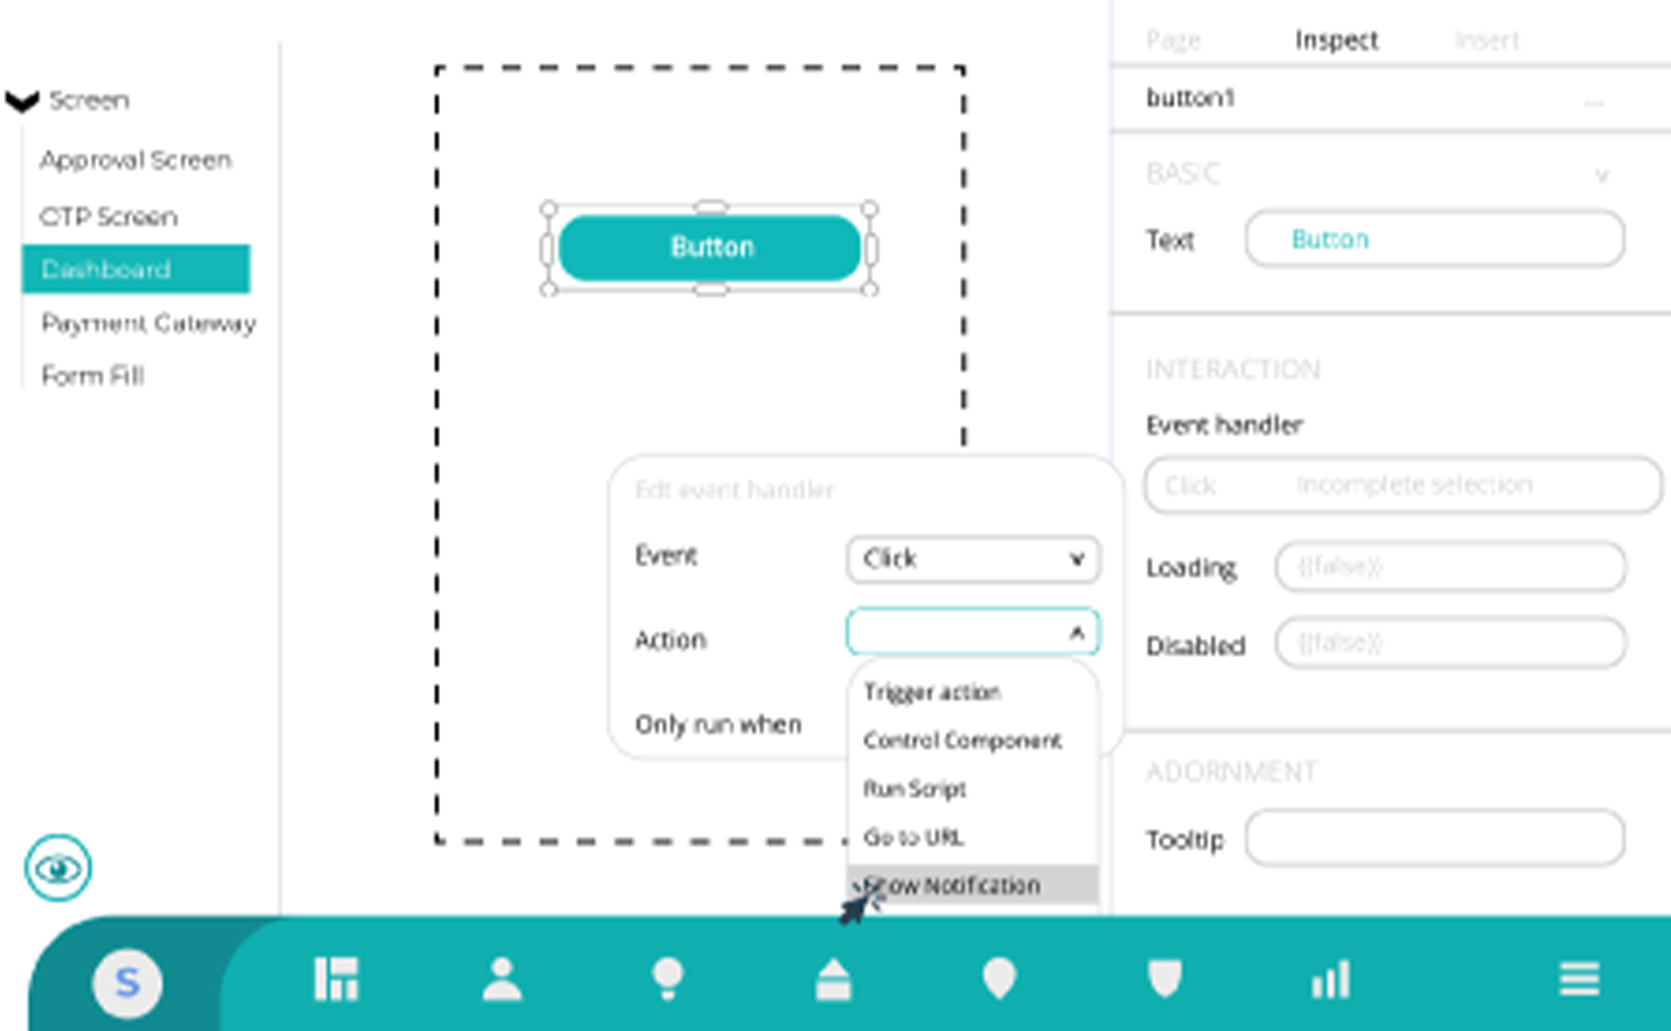 Screen
Approval Screen
OTP Screen
Dashboard
Payment Gateway
Form Fill
Button
Edt event handler
Event
Click
Action
Only run when
Trigger action
Control Component
Run Script
Go to URL
Show Notification
Page Inspect Insert
button1 ...
BASIC
Text Button
INTERACTION
Event handler
Click Incomplete selection
Loading {{false}}
Disabled {{false}}
ADORNMENT
Tooltip
S